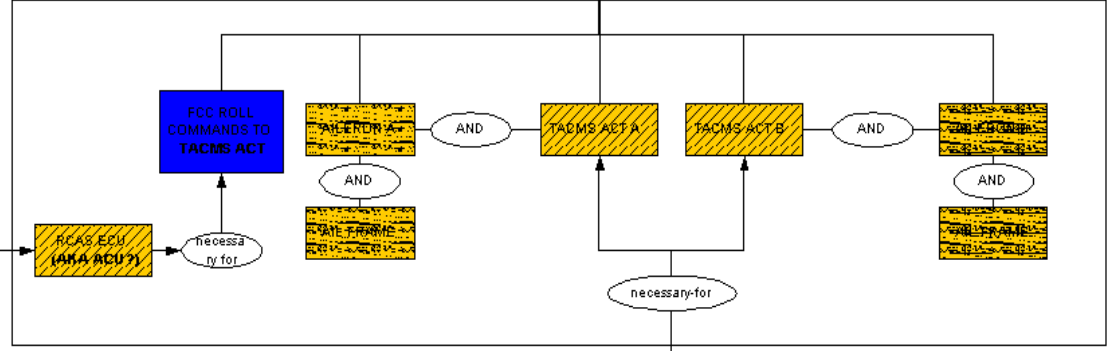 FCC ROLL
COMMANDS TO
TACMS ACT
AILERON A
AND
TACMS ACT A
TACMS ACT B
AND
AND
AND
RCAS ECU
(AKA ACU?)
necessa
ry for
necessary-for